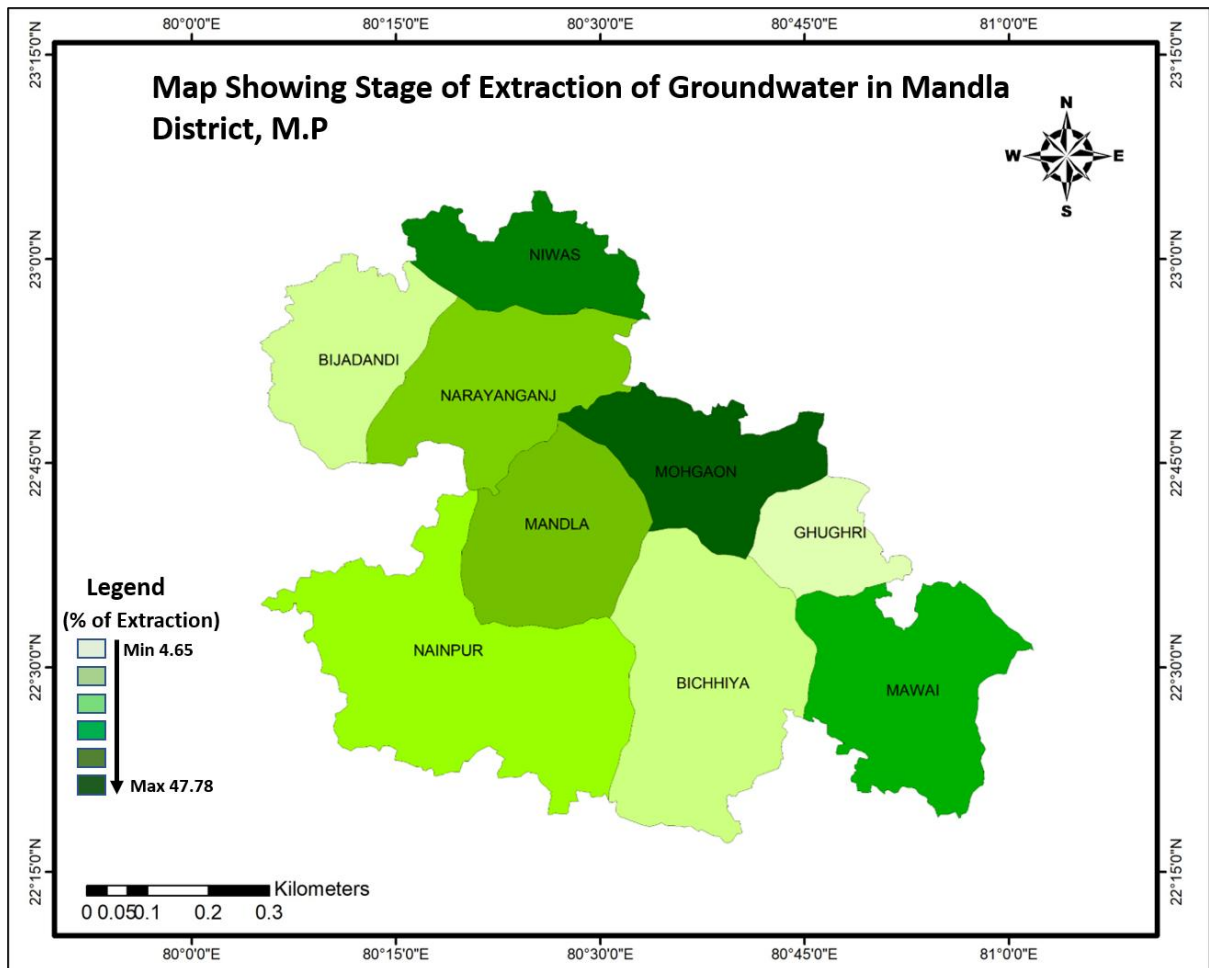 80°0'0"E 80°15'0"E 80°30'0"E 80°45'0"E 81°0'0"E
23°15'0"N 23°15'0"N
Map Showing Stage of Extraction of Groundwater in Mandla
District, M.P
N
W E
S
23°0'0"N 23°0'0"N
NIWAS
BIJADANDI
NARAYANGANJ
22°45'0"N 22°45'0"N
MOHGAON
MANDLA
GHUGHRI
Legend
(% of Extraction)
Min 4.65
Max 47.78
22°30'0"N 22°30'0"N
NAINPUR
BICHHIYA
MAWAI
22°15'0"N 22°15'0"N
Kilometers
0 0.050.1 0.2 0.3
80°0'0"E 80°15'0"E 80°30'0"E 80°45'0"E 81°0'0"E